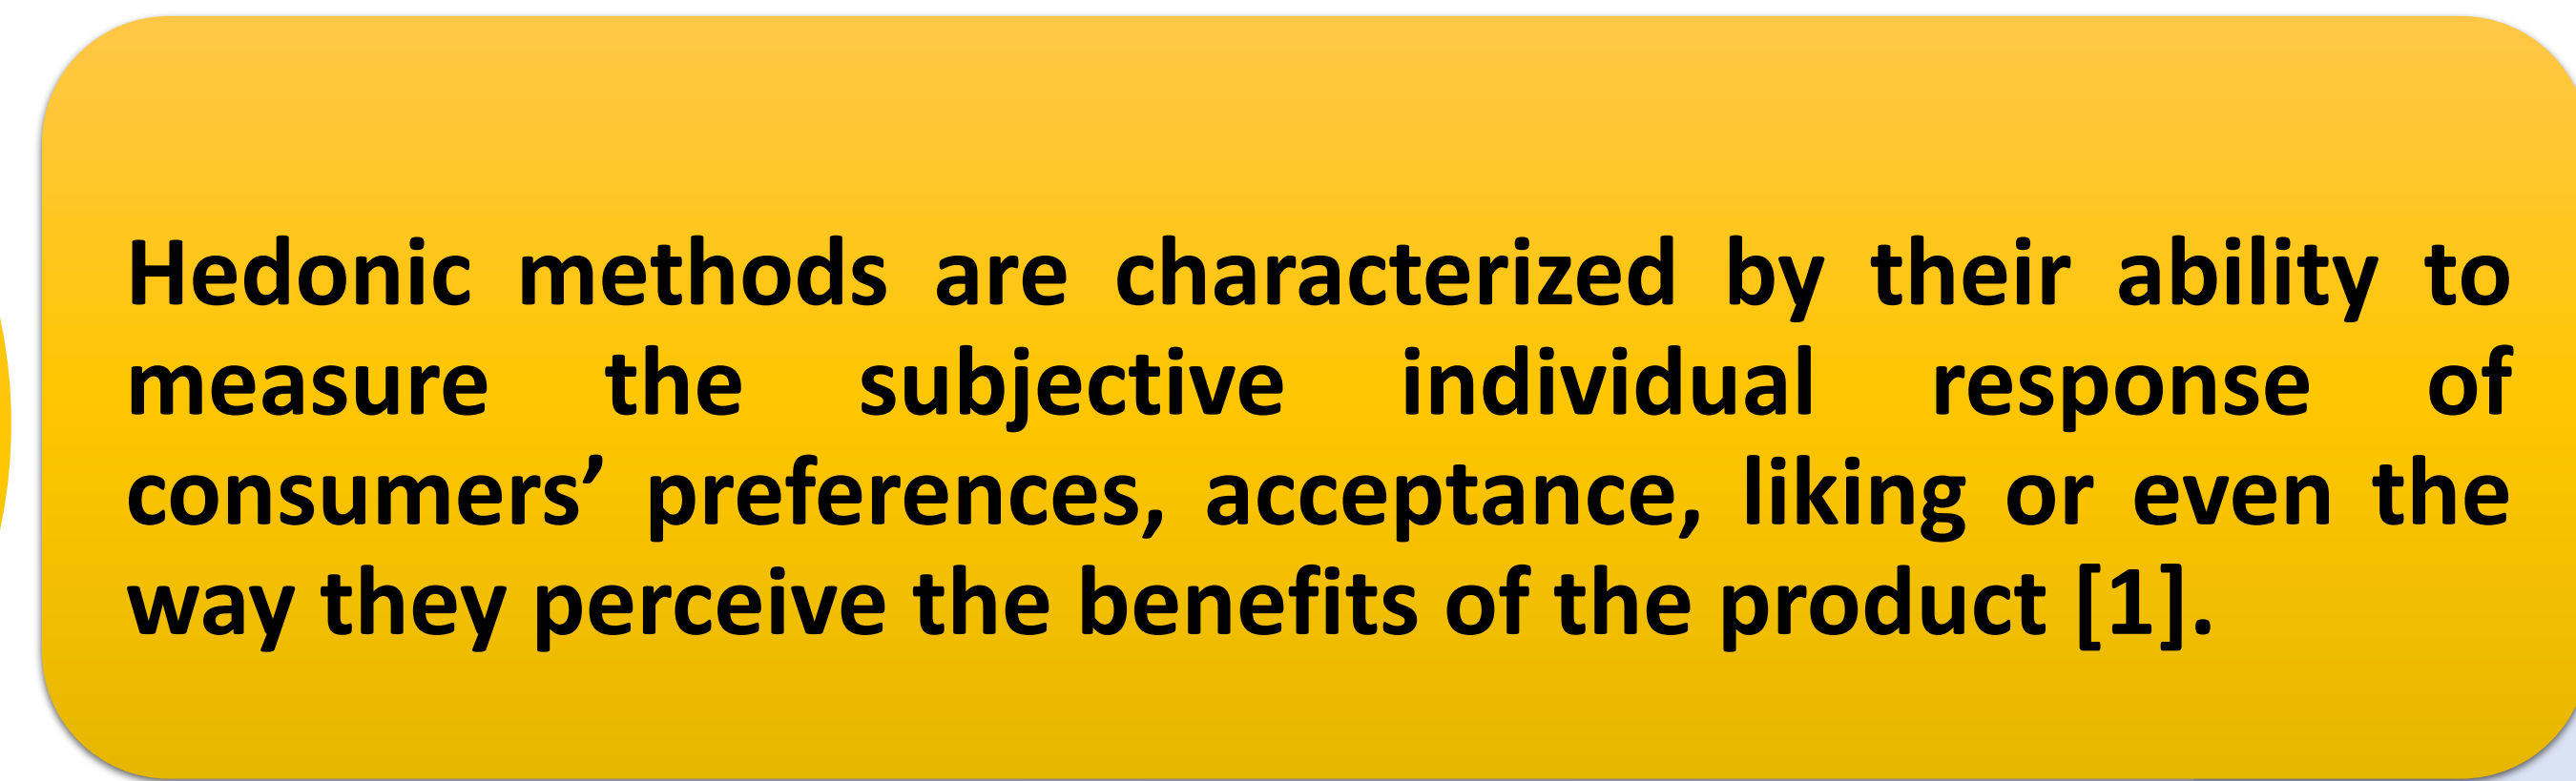 Hedonic methods are characterized by their ability to
measure the subjective individual response of
consumers’ preferences, acceptance, liking or even the
way they perceive the benefits of the product [1].